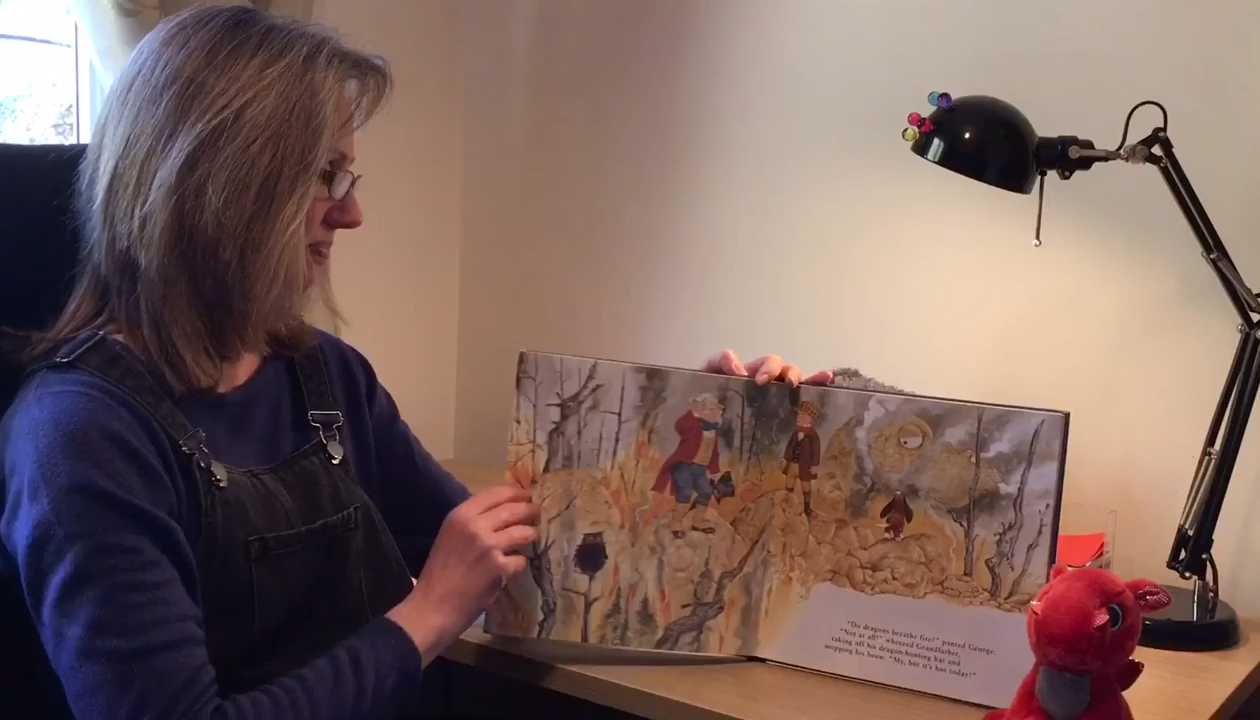 "Do dragons breathe fire?" panted George.
"Not at all!" wheezed Grandfather,
taking off his dragon-hunting hat and
mopping his brow. "My, but it's hot today!"